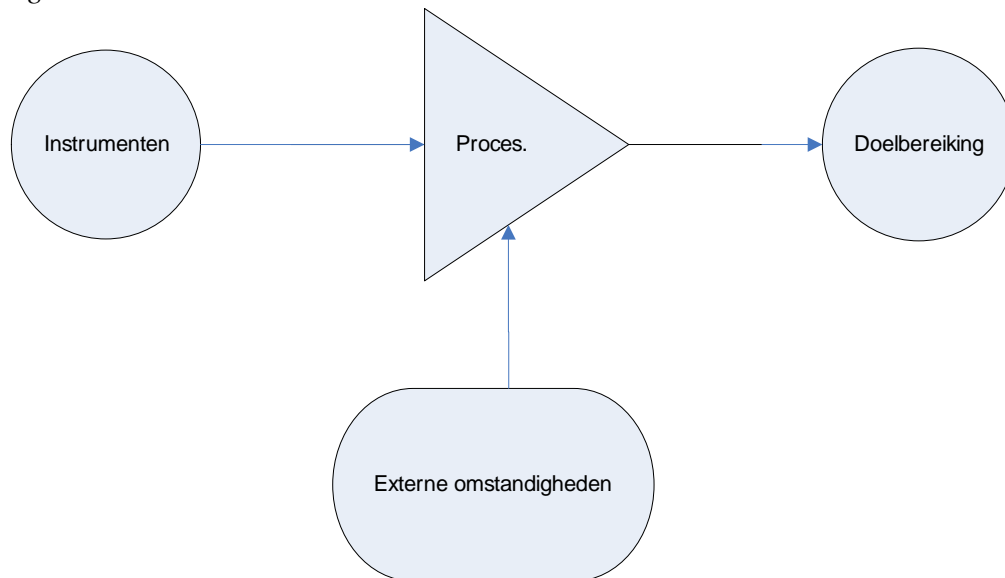 Instrumenten
Proces.
Doelbereiking
Externe omstandigheden